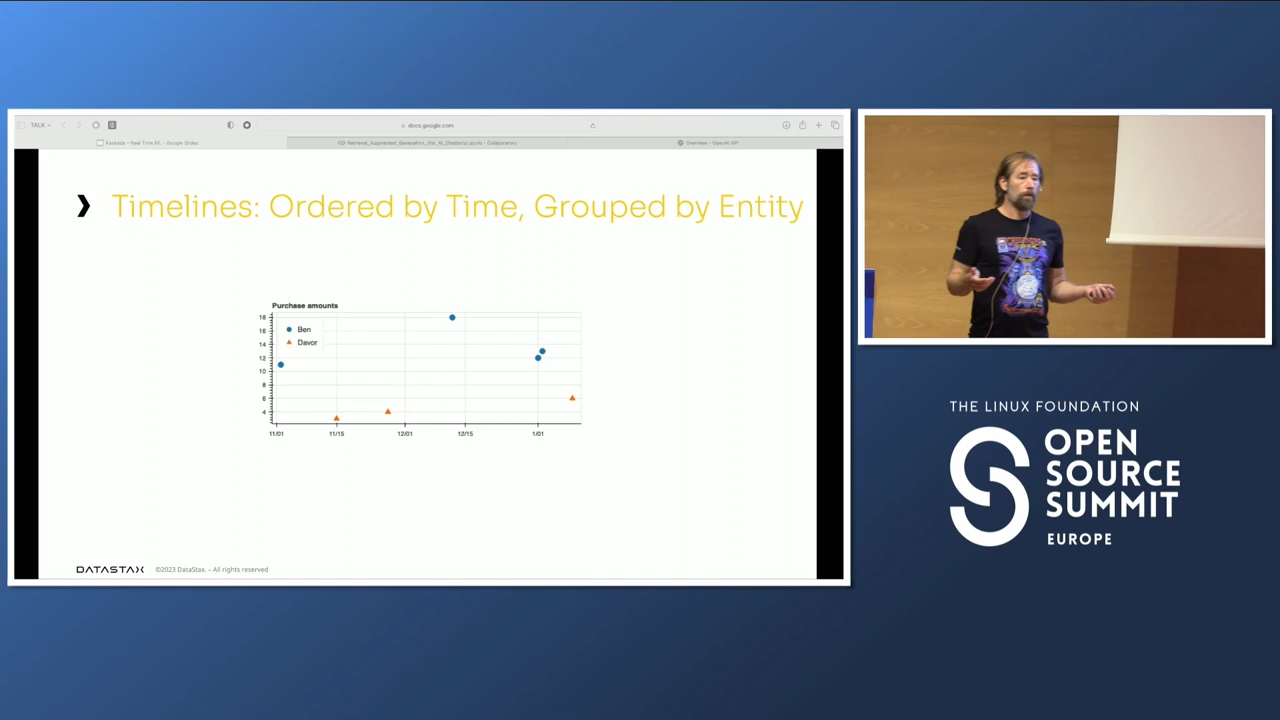 TALK
docs.google.com
Kaskada – Real Time ML - Google Slides
Retrieval_Augmented_Generation_(for_AI_Chatbots).ipynb - Colaboratory
Overview - OpenAI API
❯ Timelines: Ordered by Time, Grouped by Entity
Purchase amounts
18
16
14
12
10
8
6
4
Ben
Davor
11/01 11/15 12/01 12/15 1/01
DATASTAX ©2023 DataStax. – All rights reserved
THE LINUX FOUNDATION
OPEN
SOURCE
SUMMIT
EUROPE